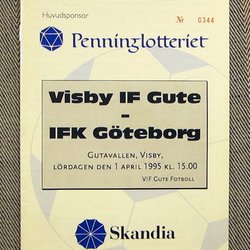 Huvudsponsor
Nr 0344
Penninglotteriet
Visby IF Gute
-
IFK Göteborg
GUTAVALLEN, VISBY,
LÖRDAGEN DEN 1 APRIL 1995 KL. 15.00
VIF GUTE FOTBOLL
Skandia